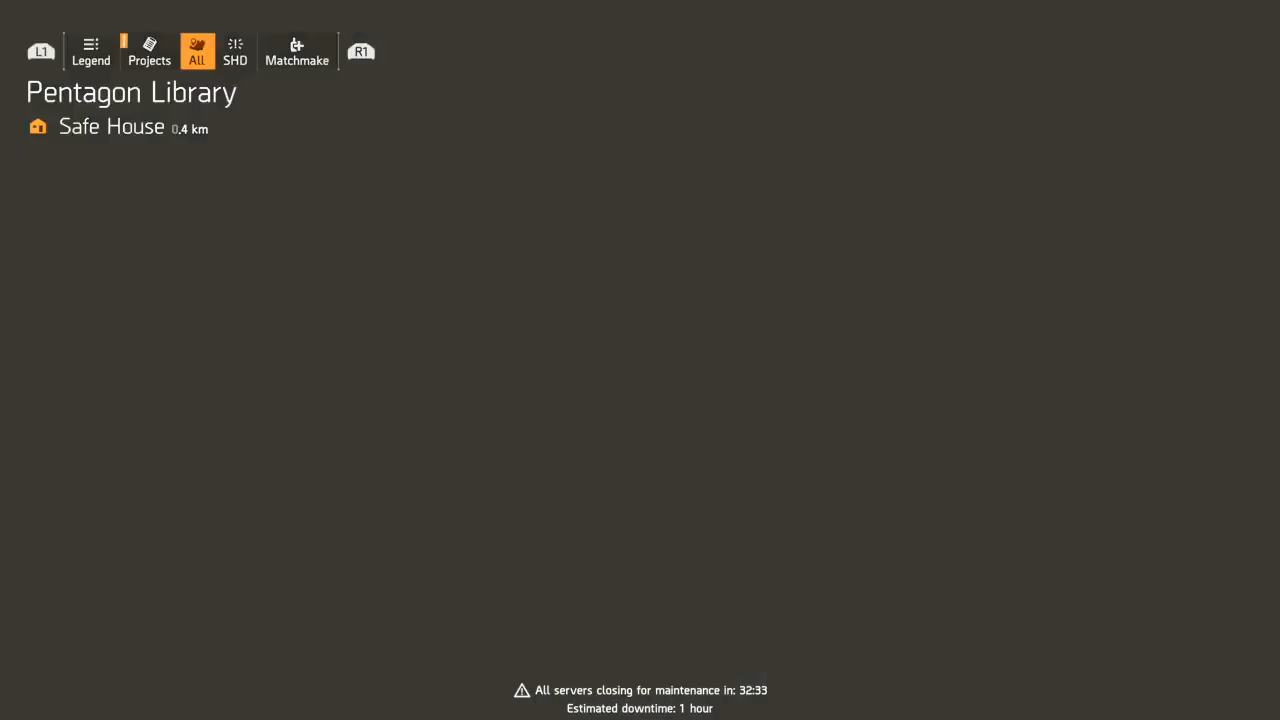 L1 Legend Projects All SHD Matchmake R1
Pentagon Library
Safe House 0.4 km
All servers closing for maintenance in: 32:33
Estimated downtime: 1 hour